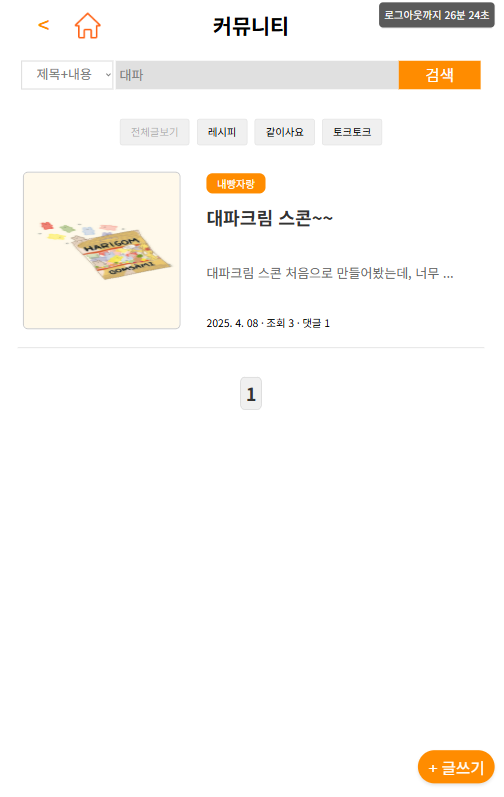 로그아웃까지 26분 24초
<
커뮤니티
제목+내용
대파
검색
전체글보기
레시피
같이사요
토크토크
내빵자랑
대파크림 스콘~~
대파크림 스콘 처음으로 만들어봤는데, 너무 ...
2025. 4. 08 · 조회 3 · 댓글 1
HARIGOM
GOMSAMZ
1
+ 글쓰기